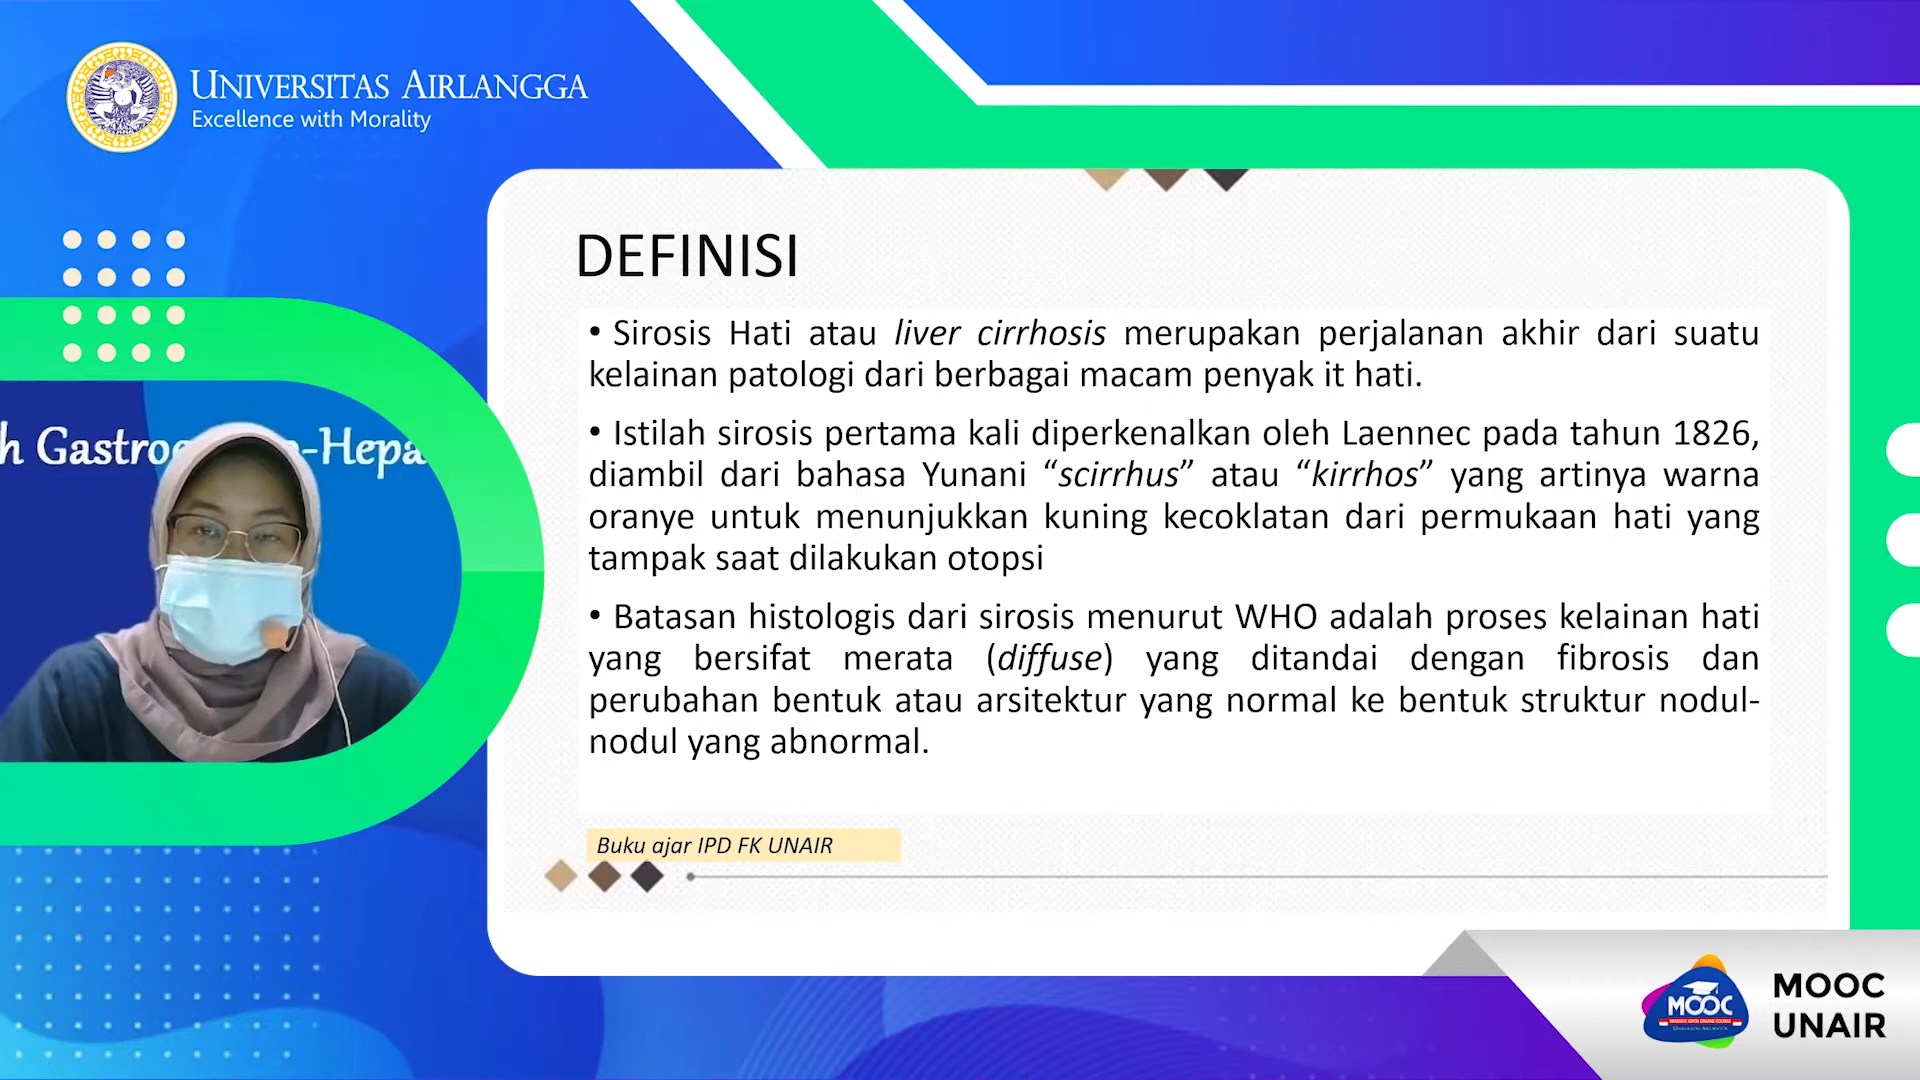 UNIVERSITAS AIRLANGGA
Excellence with Morality
DEFINISI
• Sirosis Hati atau liver cirrhosis merupakan perjalanan akhir dari suatu
kelainan patologi dari berbagai macam penyak it hati.
• Istilah sirosis pertama kali diperkenalkan oleh Laennec pada tahun 1826,
diambil dari bahasa Yunani “scirrhus” atau “kirrhos” yang artinya warna
oranye untuk menunjukkan kuning kecoklatan dari permukaan hati yang
tampak saat dilakukan otopsi
• Batasan histologis dari sirosis menurut WHO adalah proses kelainan hati
yang bersifat merata (diffuse) yang ditandai dengan fibrosis dan
perubahan bentuk atau arsitektur yang normal ke bentuk struktur nodul-
nodul yang abnormal.
Buku ajar IPD FK UNAIR
h Gastroe -Hepa
MOOC
MOOC
UNAIR